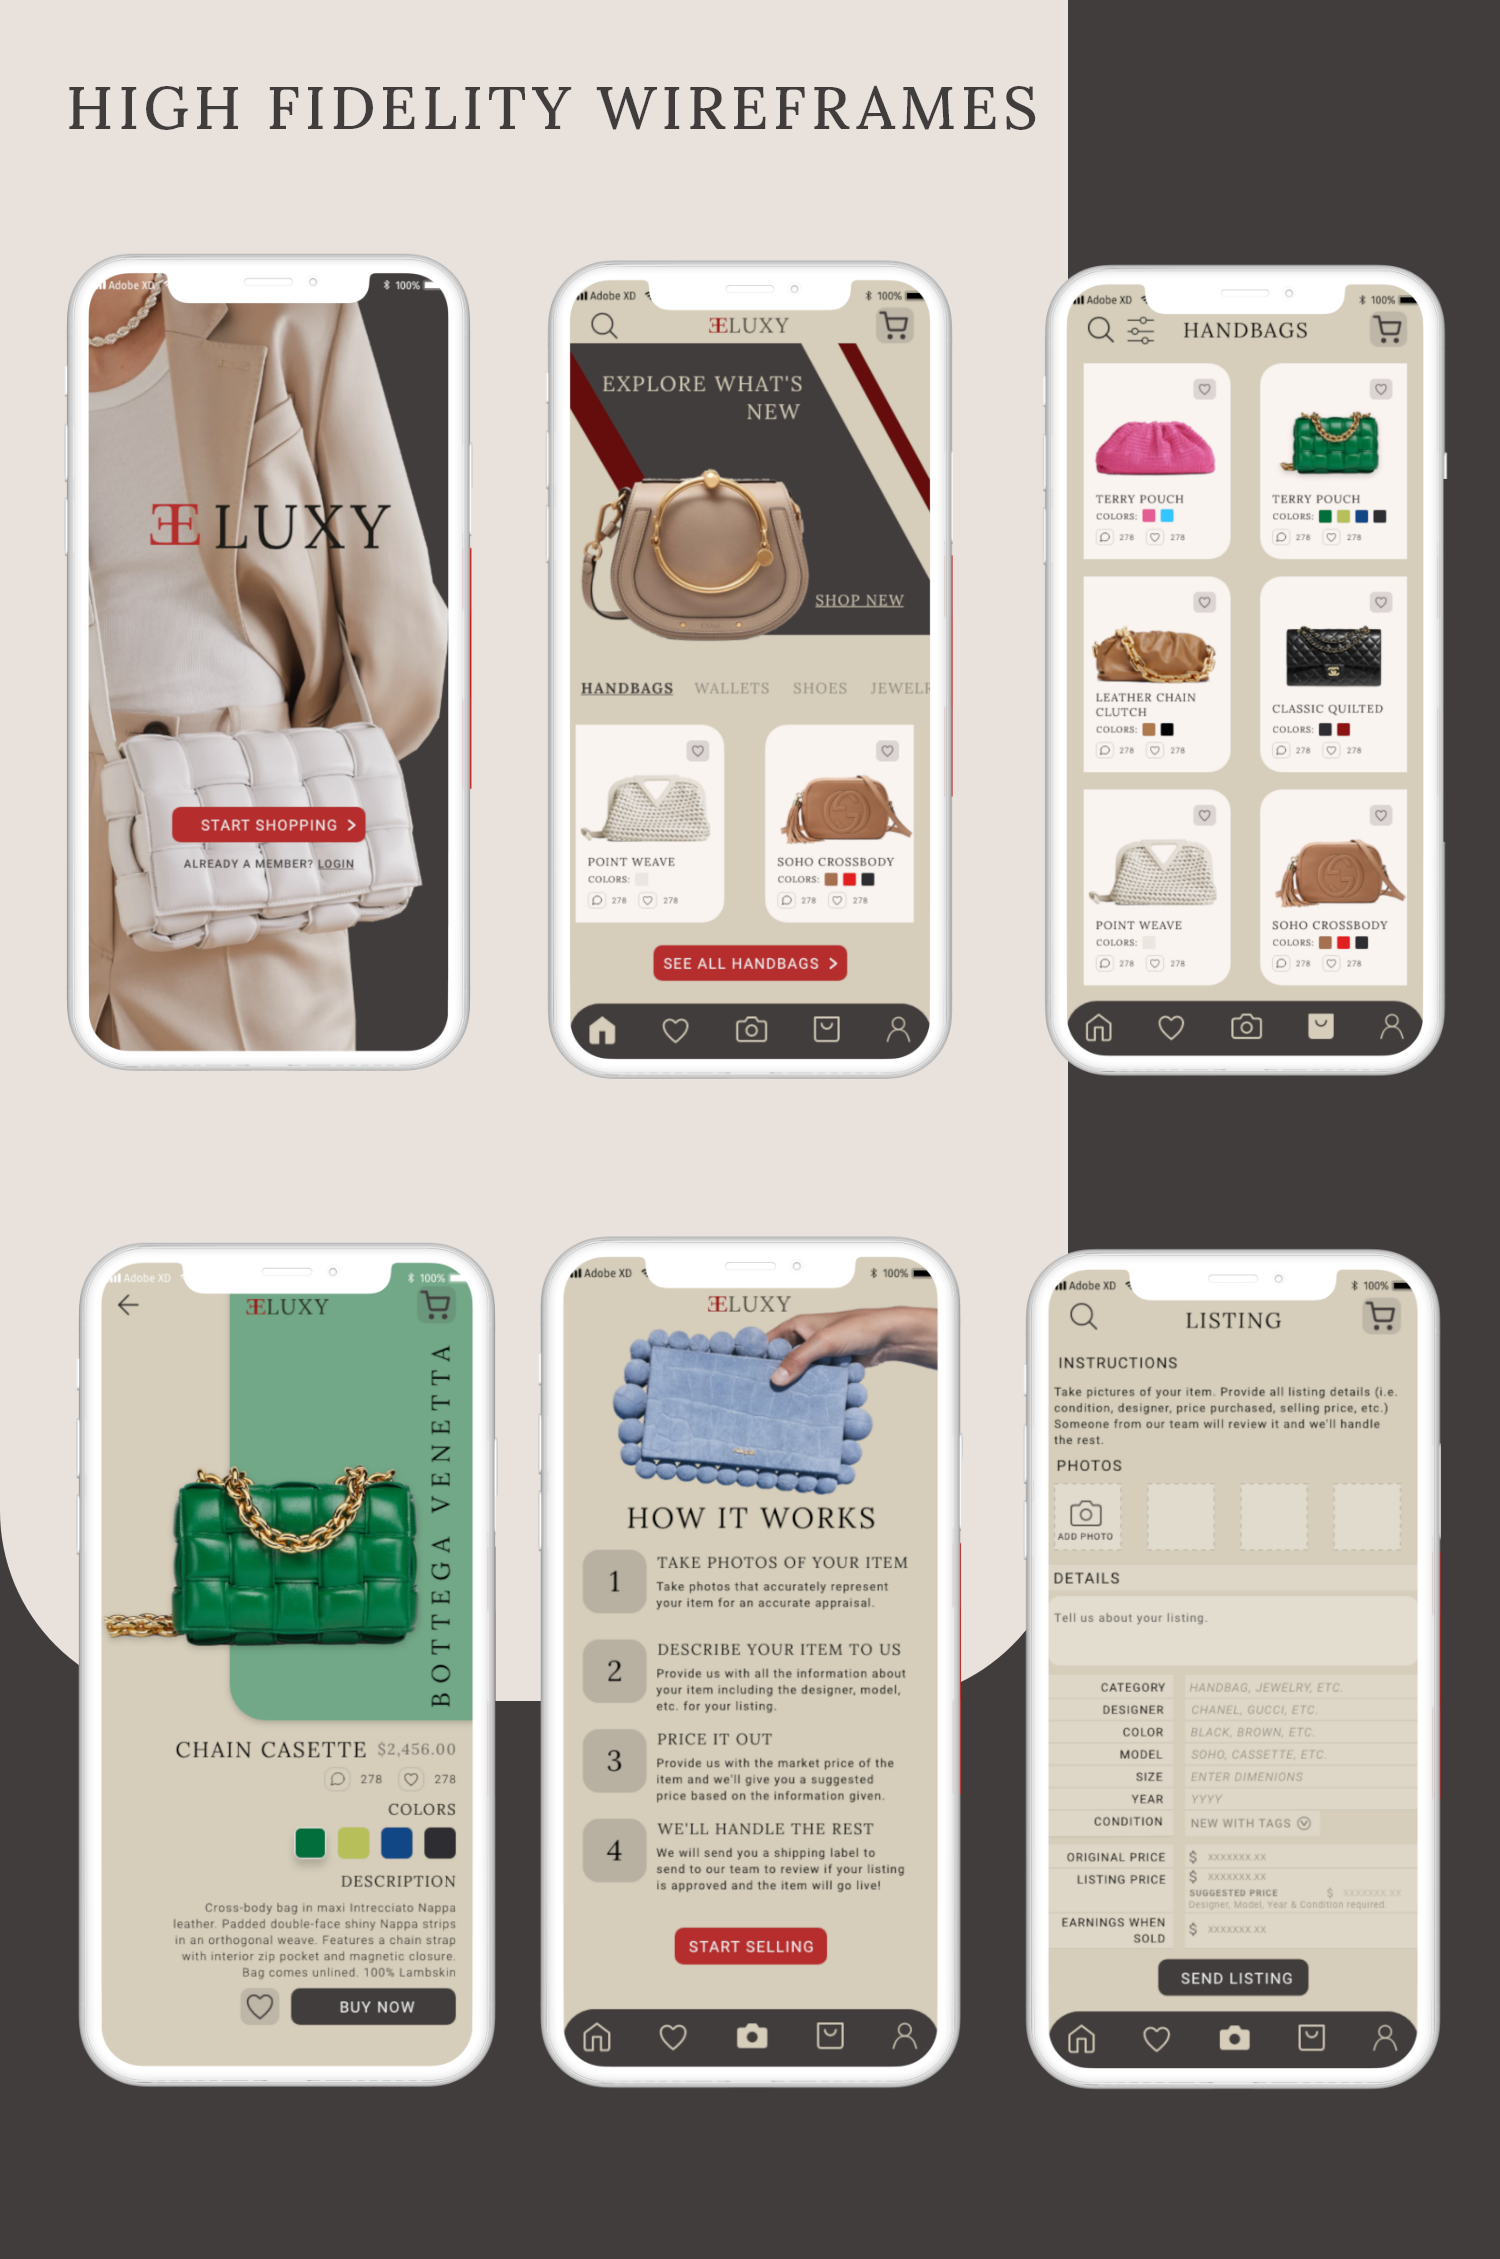 HIGH FIDELITY WIREFRAMES
Adobe XD
100%
ƎELUXY
START SHOPPING >
ALREADY A MEMBER? LOGIN
Adobe XD
100%
ƎELUXY
EXPLORE WHAT'S
NEW
SHOP NEW
HANDBAGS WALLETS SHOES JEWELR
POINT WEAVE
COLORS:
278 278
SOHO CROSSBODY
COLORS:
278 278
SEE ALL HANDBAGS >
Adobe XD
100%
HANDBAGS
TERRY POUCH
COLORS:
278 278
TERRY POUCH
COLORS:
278 278
LEATHER CHAIN
CLUTCH
COLORS:
278 278
CLASSIC QUILTED
COLORS:
278 278
POINT WEAVE
COLORS:
278 278
SOHO CROSSBODY
COLORS:
278 278
Adobe XD
100%
ƎELUXY
BOTTEGA VENETTA
CHAIN CASETTE $2,456.00
278 278
COLORS
DESCRIPTION
Cross-body bag in maxi Intrecciato Nappa
leather. Padded double-face shiny Nappa strips
in an orthogonal weave. Features a chain strap
with interior zip pocket and magnetic closure.
Bag comes unlined. 100% Lambskin
BUY NOW
Adobe XD
100%
ƎELUXY
HOW IT WORKS
1
TAKE PHOTOS OF YOUR ITEM
Take photos that accurately represent
your item for an accurate appraisal.
2
DESCRIBE YOUR ITEM TO US
Provide us with all the information about
your item including the designer, model,
etc. for your listing.
3
PRICE IT OUT
Provide us with the market price of the
item and we'll give you a suggested
price based on the information given.
4
WE'LL HANDLE THE REST
We will send you a shipping label to
send to our team to review if your listing
is approved and the item will go live!
START SELLING
Adobe XD
100%
LISTING
INSTRUCTIONS
Take pictures of your item. Provide all listing details (i.e.
condition, designer, price purchased, selling price, etc.)
Someone from our team will review it and we'll handle
the rest.
PHOTOS
ADD PHOTO
DETAILS
Tell us about your listing.
CATEGORY HANDBAG, JEWELRY, ETC.
DESIGNER CHANEL, GUCCI, ETC.
COLOR BLACK, BROWN, ETC.
MODEL SOHO, CASSETTE, ETC.
SIZE ENTER DIMENIONS
YEAR YYYY
CONDITION NEW WITH TAGS
ORIGINAL PRICE $ XXXXXXX.XX
LISTING PRICE $ XXXXXXX.XX
SUGGESTED PRICE $ XXXXXXX.XX
Designer, Model, Year & Condition required.
EARNINGS WHEN
SOLD $ XXXXXXX.XX
SEND LISTING